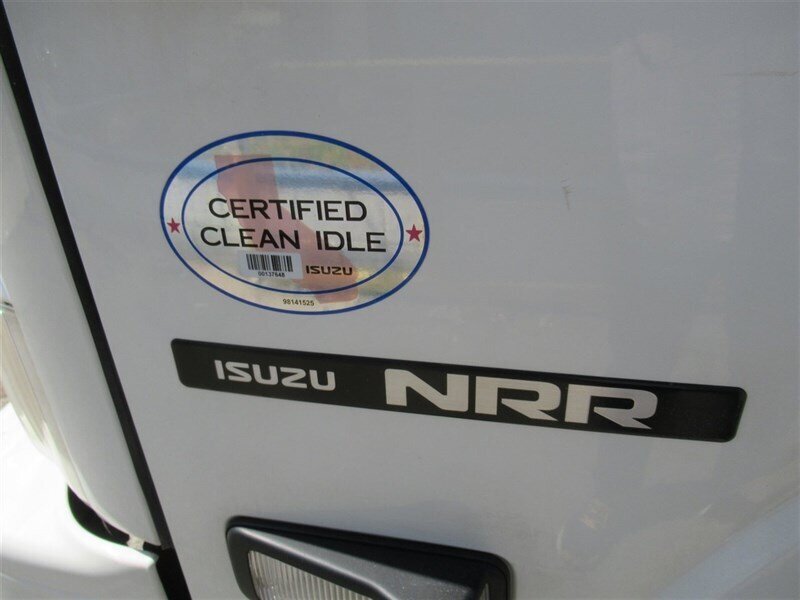 CERTIFIED
CLEAN IDLE
00137648
ISUZU
98141525
ISUZU NRR